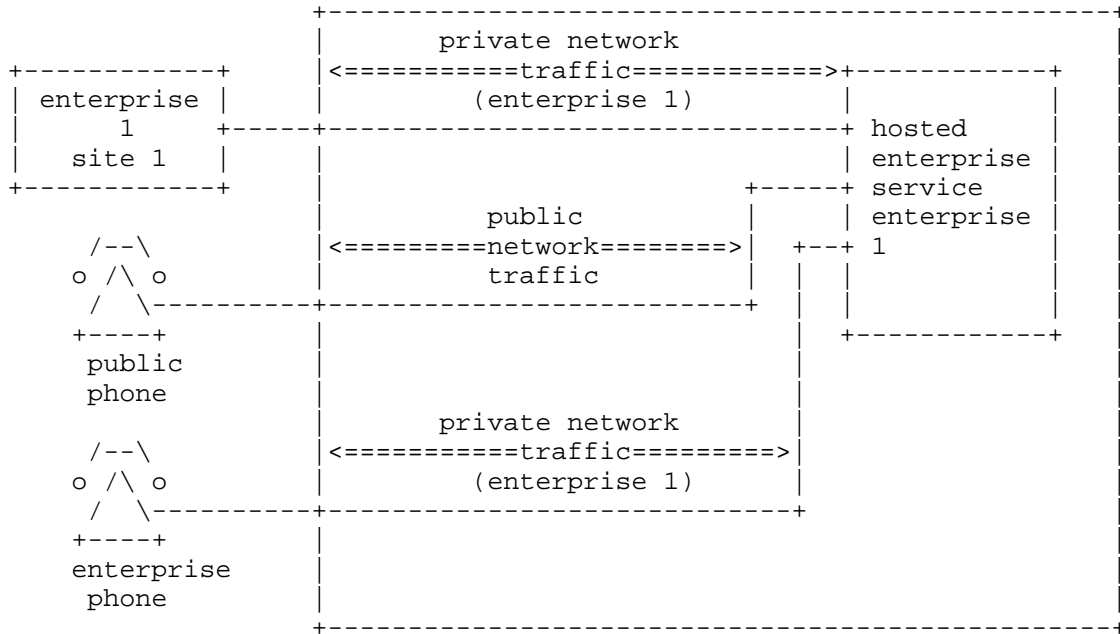 private network
<===========traffic============>
enterprise (enterprise 1)
1 hosted
site 1 enterprise
service
public enterprise
<=========network========> 1
traffic
public
phone
private network
<===========traffic=========>
(enterprise 1)
enterprise
phone